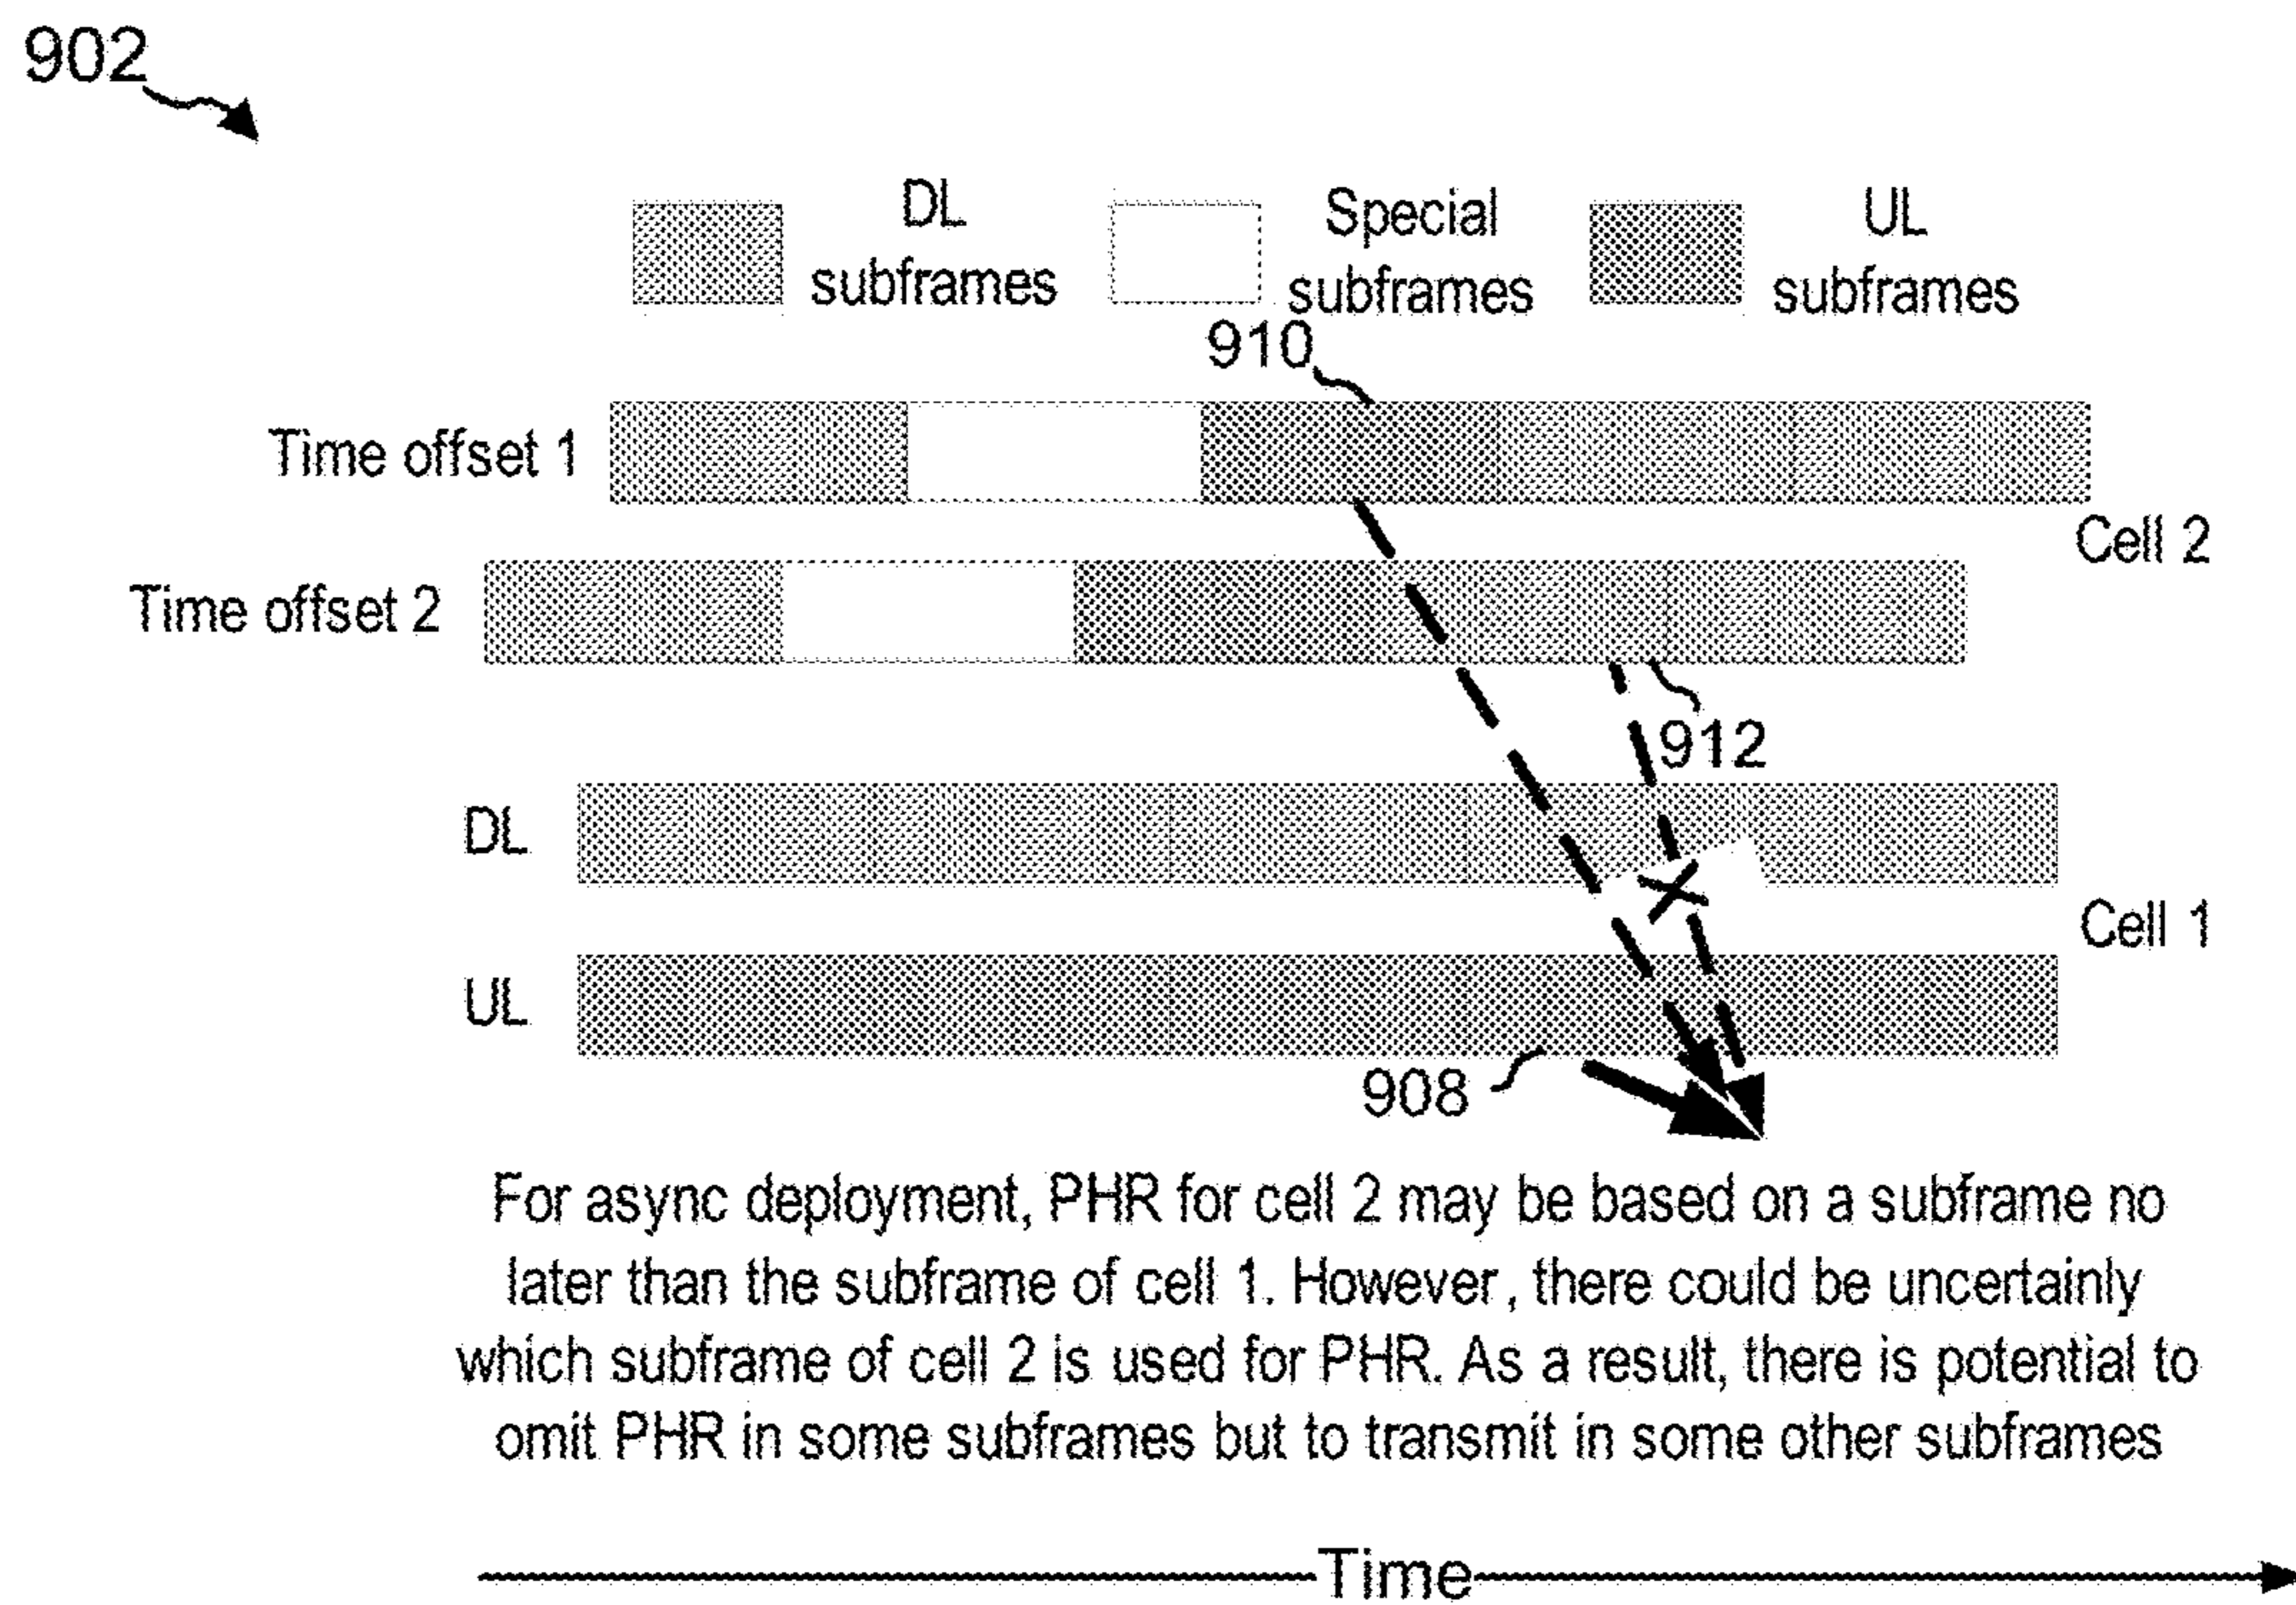 902
DL
subframes
Special
subframes
UL
subframes
910
Time offset 1
Cell 2
Time offset 2
912
DL
Cell 1
UL
908
For async deployment, PHR for cell 2 may be based on a subframe no
later than the subframe of cell 1. However, there could be uncertainly
which subframe of cell 2 is used for PHR. As a result, there is potential to
omit PHR in some subframes but to transmit in some other subframes
Time